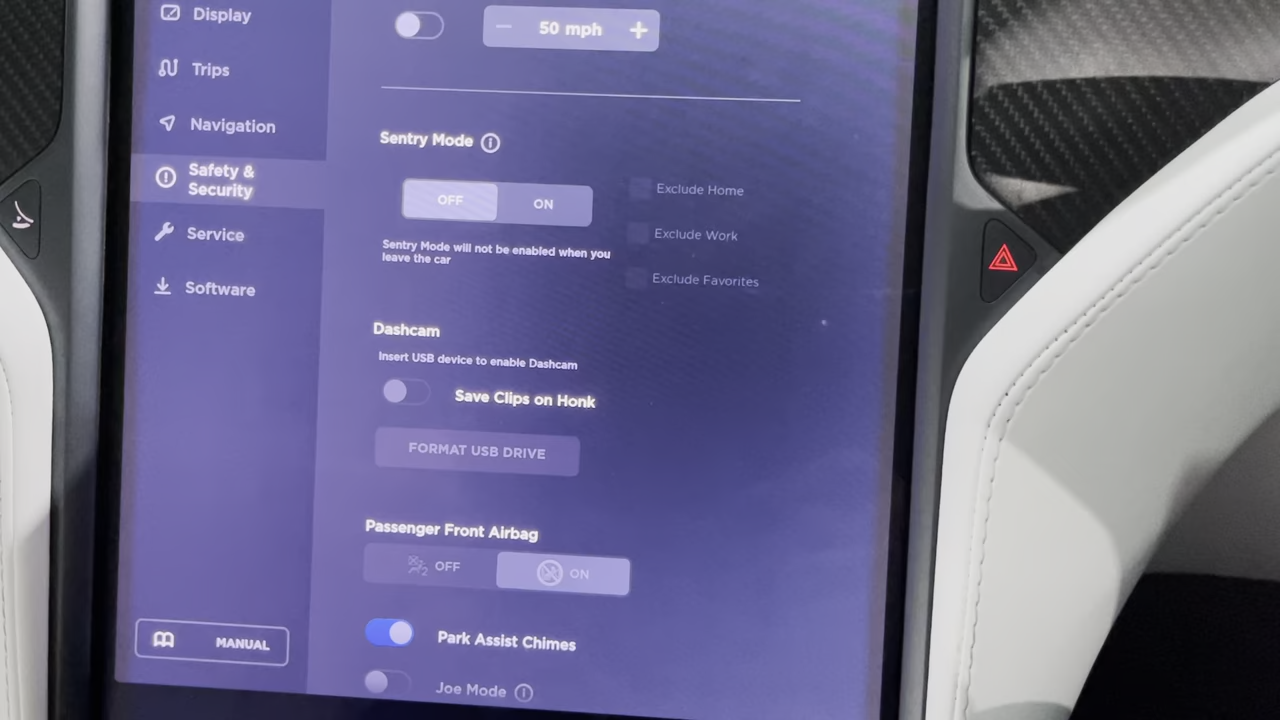 Display
Trips
Navigation
Safety &
Security
Service
Software
MANUAL
50 mph
Sentry Mode
OFF
ON
Sentry Mode will not be enabled when you
leave the car
Exclude Home
Exclude Work
Exclude Favorites
Dashcam
Insert USB device to enable Dashcam
Save Clips on Honk
FORMAT USB DRIVE
Passenger Front Airbag
OFF
ON
Park Assist Chimes
Joe Mode